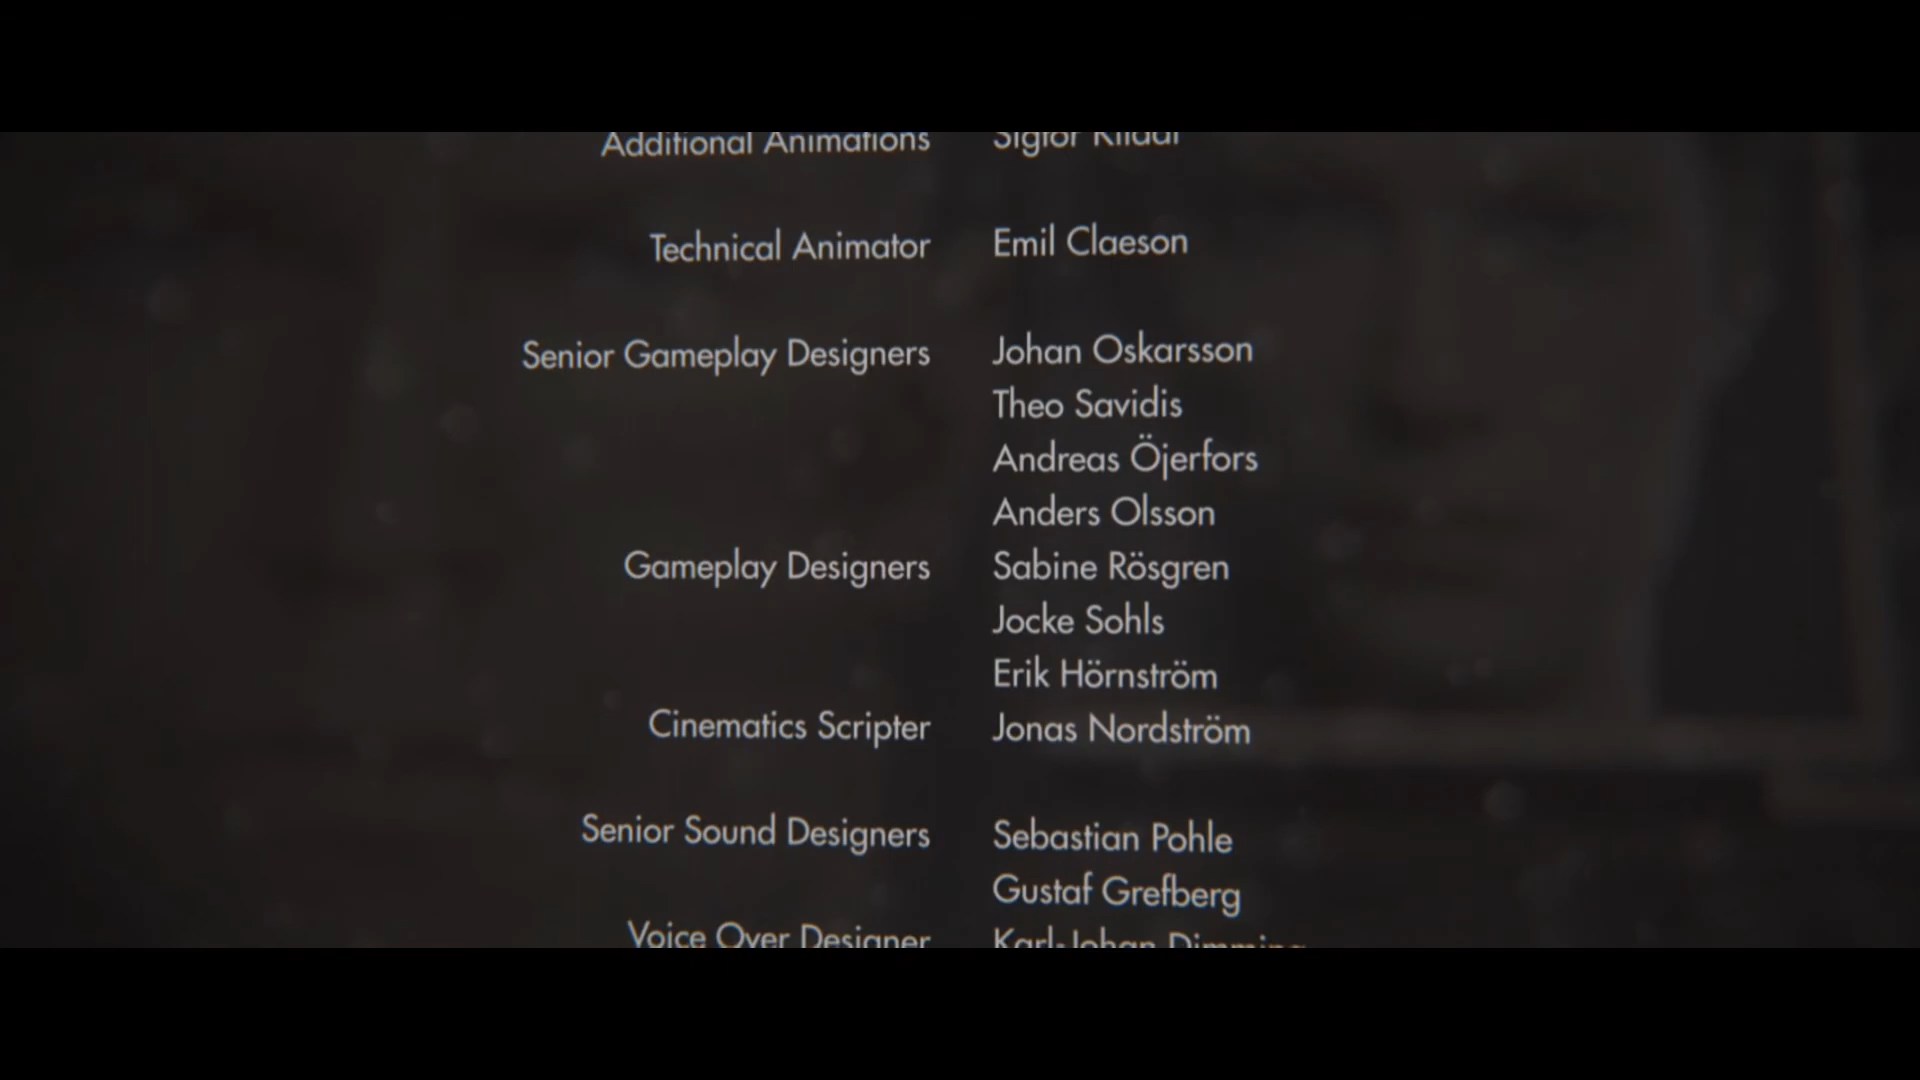 Additional Animations
Technical Animator Emil Claeson
Senior Gameplay Designers Johan Oskarsson
Theo Savidis
Andreas Öjerfors
Anders Olsson
Gameplay Designers Sabine Rösgren
Jocke Sohls
Erik Hörnström
Cinematics Scripter Jonas Nordström
Senior Sound Designers Sebastian Pohle
Gustaf Grefberg
Voice Over Designer Karl-Johan